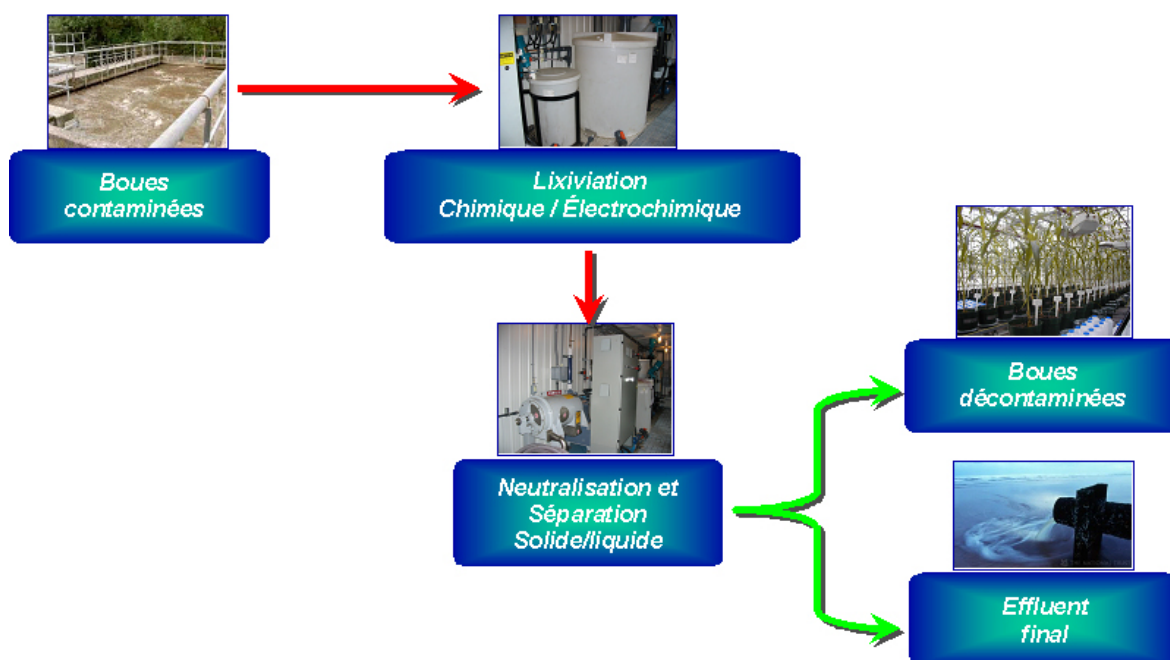 Boues
contaminées
Lixiviation
Chimique / Électrochimique
Neutralisation et
Séparation
Solide/liquide
Boues
décontaminées
Effluent
final